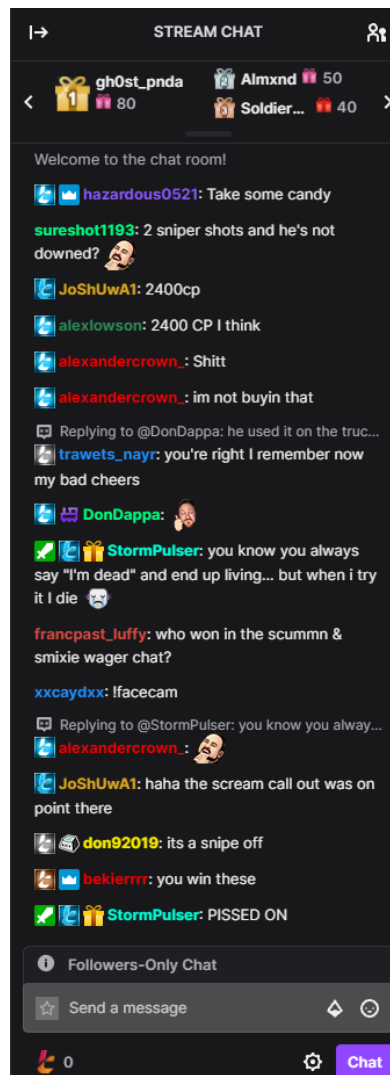 STREAM CHAT
1 gh0st_pnda
80
2 Almxnd 50
3 Soldier... 40
Welcome to the chat room!
hazardous0521: Take some candy
sureshot1193: 2 sniper shots and he's not
downed?
JoShUwA1: 2400cp
alexlowson: 2400 CP I think
alexandercrown_: Shitt
alexandercrown_: im not buyin that
Replying to @DonDappa: he used it on the truc...
trawets_nayr: you're right I remember now
my bad cheers
DonDappa:
StormPulser: you know you always
say "I'm dead" and end up living... but when i try
it I die
francpast_luffy: who won in the scummn &
smixie wager chat?
xxcaydxx: !facecam
Replying to @StormPulser: you know you alway...
alexandercrown_:
JoShUwA1: haha the scream call out was on
point there
don92019: its a snipe off
bekierrrr: you win these
StormPulser: PISSED ON
Followers-Only Chat
Send a message
0
Chat